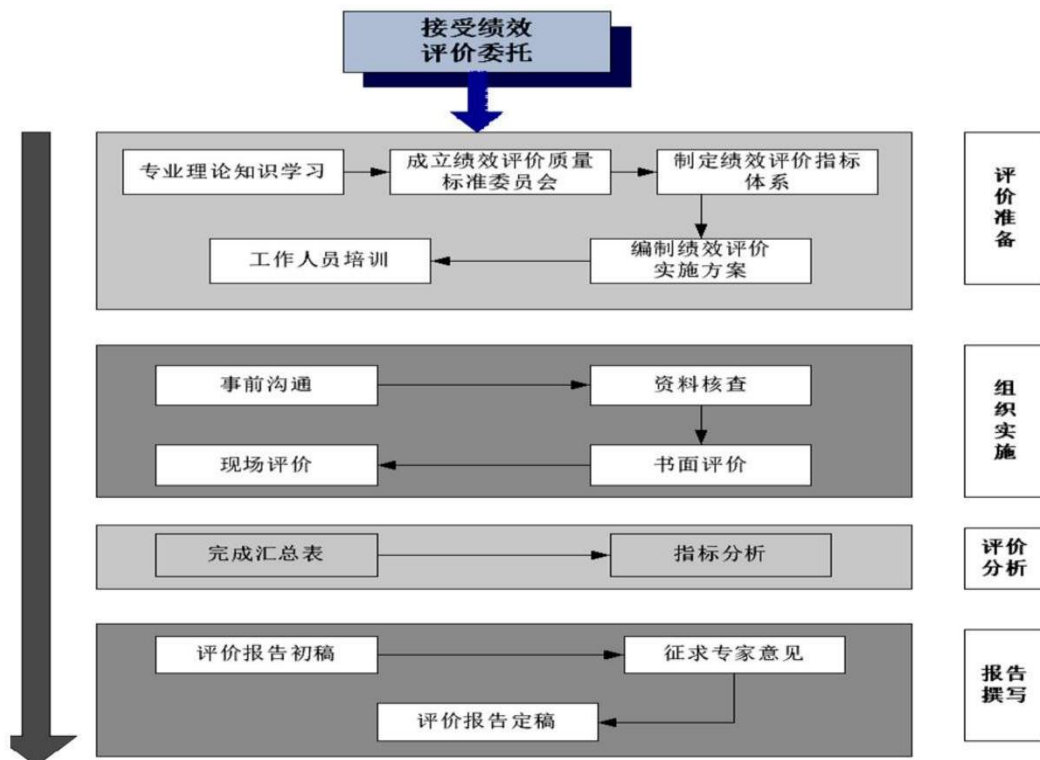 接受绩效
评价委托
专业理论知识学习
成立绩效评价质量
标准委员会
制定绩效评价指标
体系
工作人员培训
编制绩效评价
实施方案
评
价
准
备
事前沟通
资料核查
现场评价
书面评价
组
织
实
施
完成汇总表
指标分析
评价
分析
评价报告初稿
征求专家意见
评价报告定稿
报告
撰写